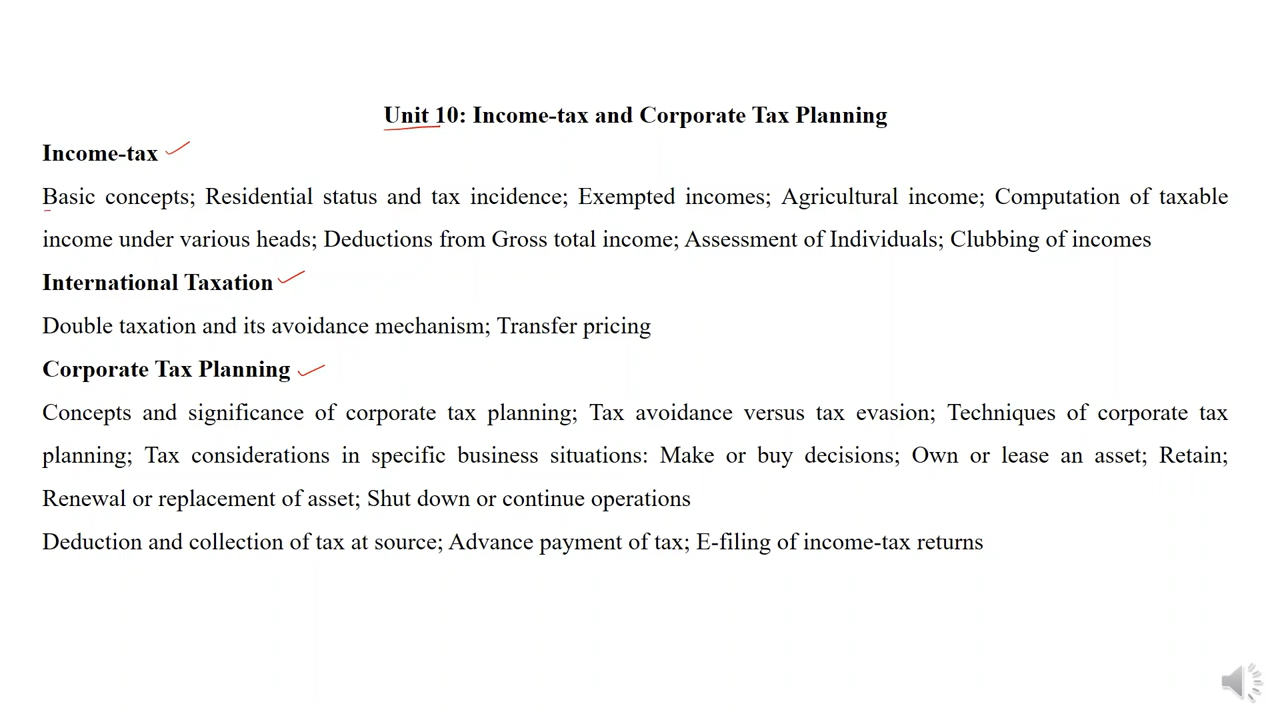 Unit 10: Income-tax and Corporate Tax Planning
Income-tax
Basic concepts; Residential status and tax incidence; Exempted incomes; Agricultural income; Computation of taxable
income under various heads; Deductions from Gross total income; Assessment of Individuals; Clubbing of incomes
International Taxation
Double taxation and its avoidance mechanism; Transfer pricing
Corporate Tax Planning
Concepts and significance of corporate tax planning; Tax avoidance versus tax evasion; Techniques of corporate tax
planning; Tax considerations in specific business situations: Make or buy decisions; Own or lease an asset; Retain;
Renewal or replacement of asset; Shut down or continue operations
Deduction and collection of tax at source; Advance payment of tax; E-filing of income-tax returns